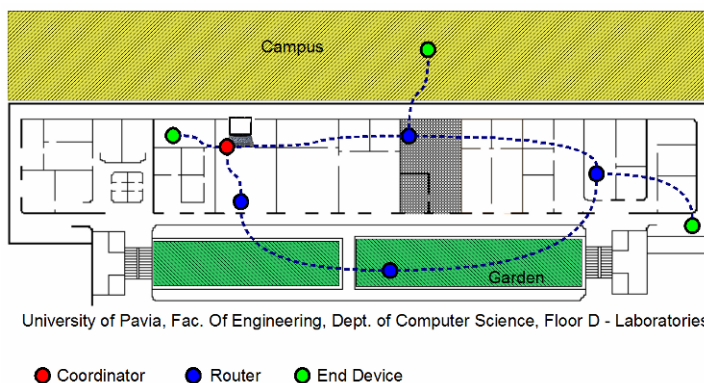 Campus
Garden
University of Pavia, Fac. Of Engineering, Dept. of Computer Science, Floor D - Laboratories
Coordinator
Router
End Device